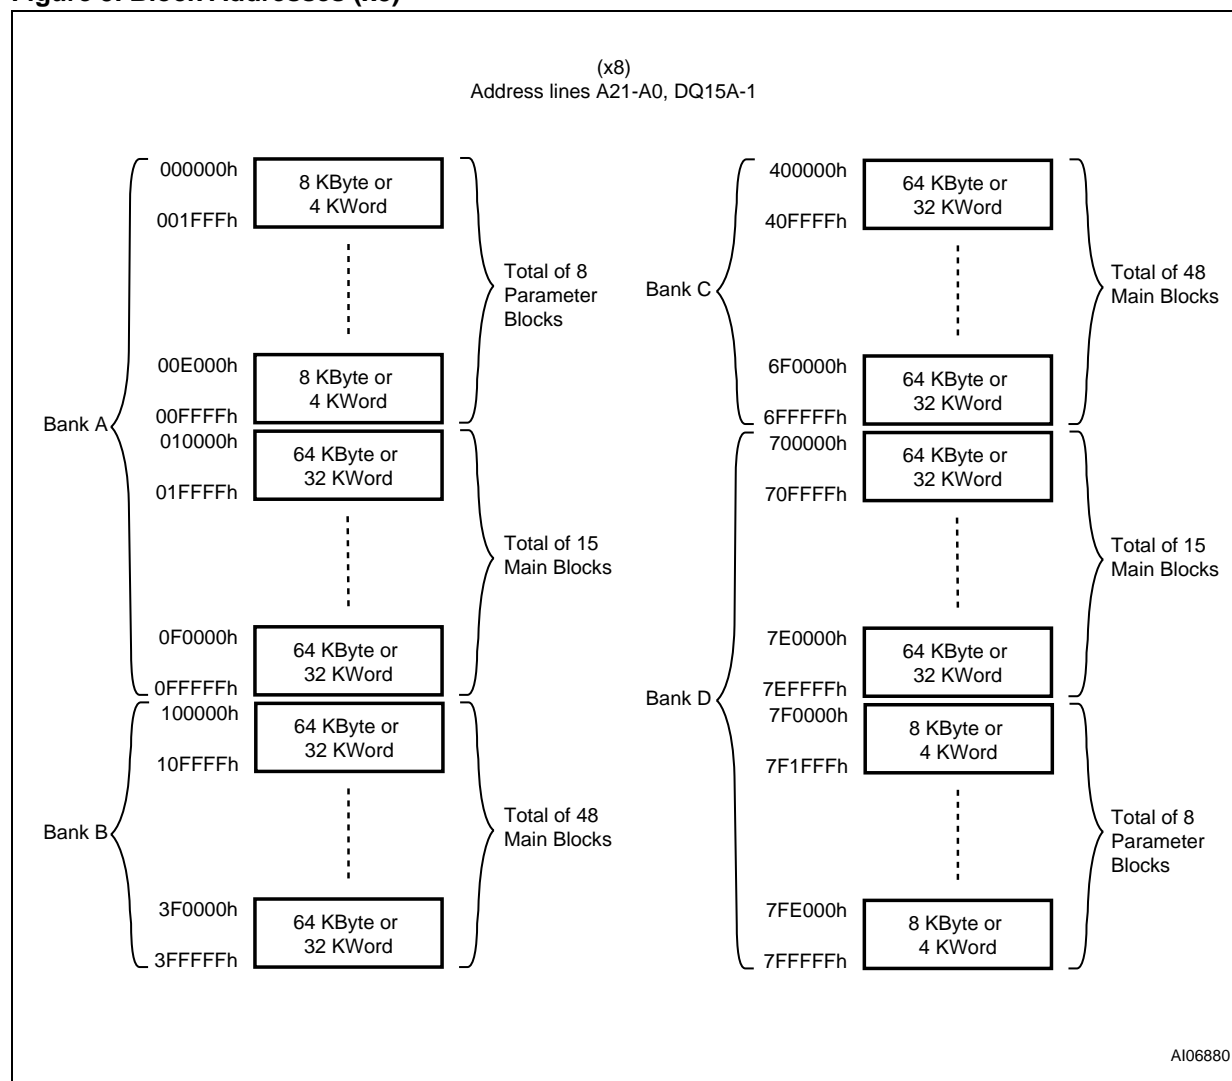 (x8)
Address lines A21-A0, DQ15A-1
000000h
8 KByte or
4 KWord
001FFFh
Total of 8
Parameter
Blocks
00E000h
8 KByte or
4 KWord
00FFFFh
Bank A
010000h
64 KByte or
32 KWord
01FFFFh
Total of 15
Main Blocks
0F0000h
64 KByte or
32 KWord
0FFFFFh
100000h
64 KByte or
32 KWord
10FFFFh
Bank B
Total of 48
Main Blocks
3F0000h
64 KByte or
32 KWord
3FFFFFh
400000h
64 KByte or
32 KWord
40FFFFh
Bank C
Total of 48
Main Blocks
6F0000h
64 KByte or
32 KWord
6FFFFFh
700000h
64 KByte or
32 KWord
70FFFFh
Total of 15
Main Blocks
7E0000h
64 KByte or
32 KWord
7EFFFFh
Bank D
7F0000h
8 KByte or
4 KWord
7F1FFFh
Total of 8
Parameter
Blocks
7FE000h
8 KByte or
4 KWord
7FFFFFh
AI06880